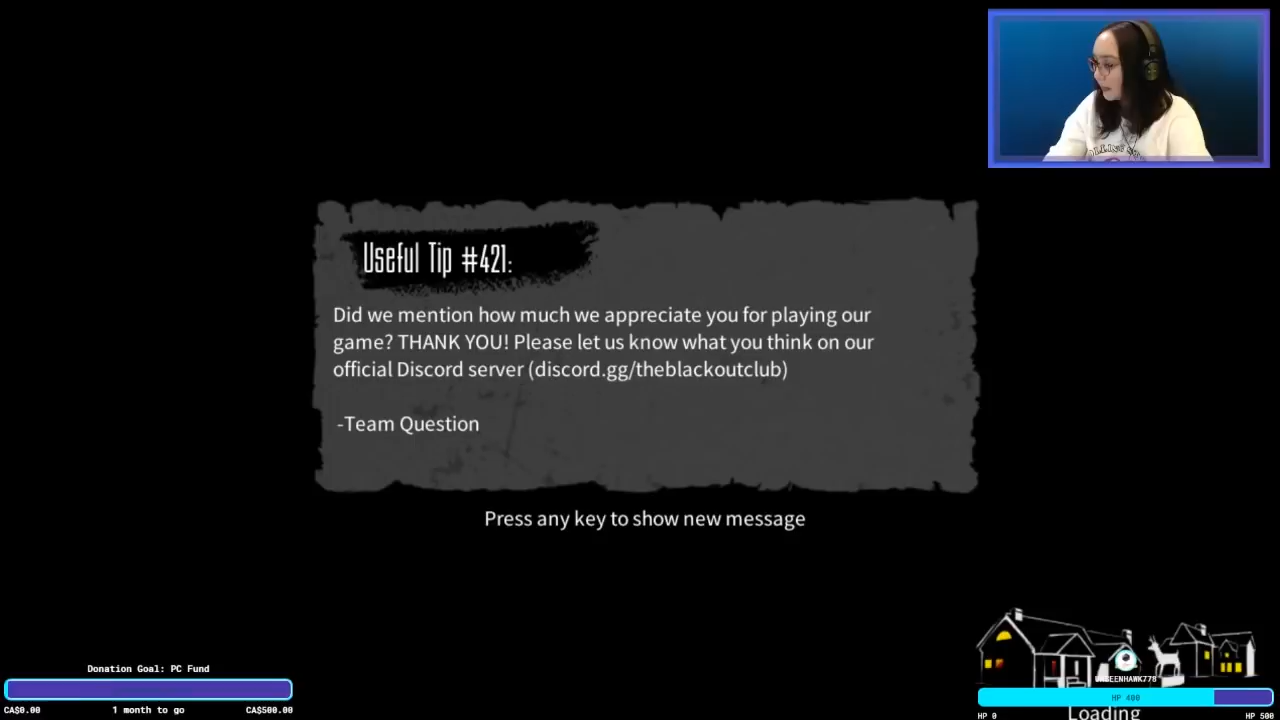 Useful Tip #421:
Did we mention how much we appreciate you for playing our
game? THANK YOU! Please let us know what you think on our
official Discord server (discord.gg/theblackoutclub)
-Team Question
Press any key to show new message
Donation Goal: PC Fund
CA$0.00 1 month to go CA$500.00
UNSEENHAWK778
HP 400
HP 0 HP 500
Loading